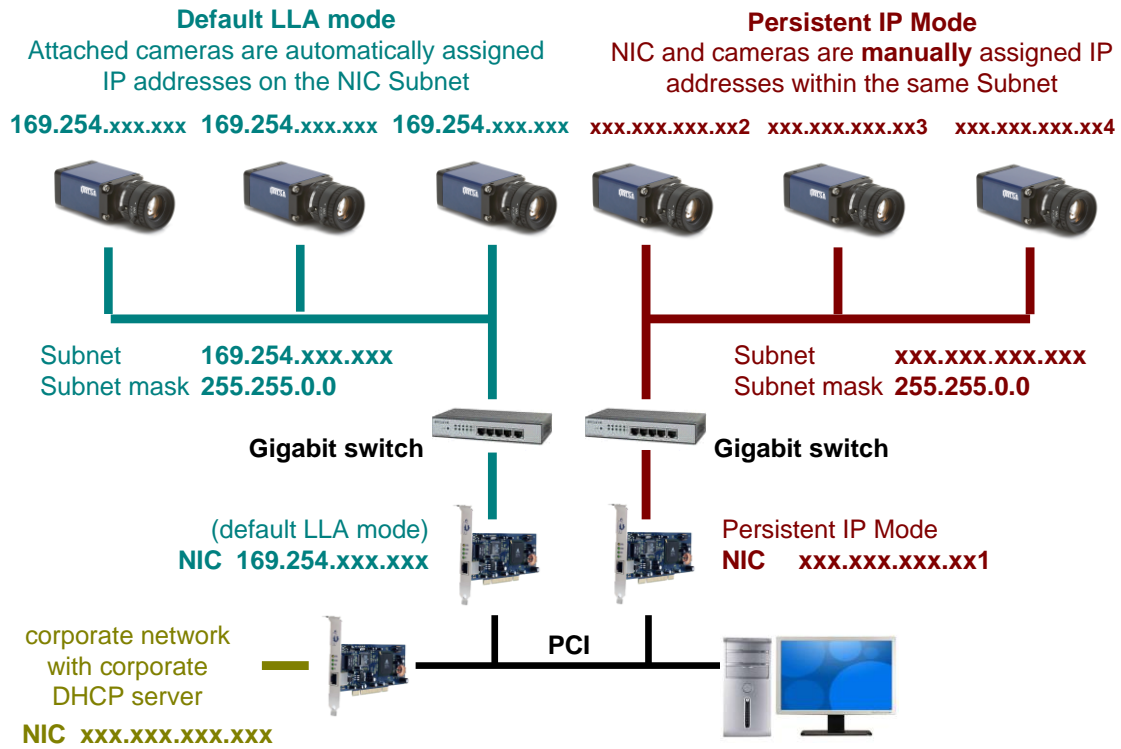 Default LLA mode
Attached cameras are automatically assigned
IP addresses on the NIC Subnet
Persistent IP Mode
NIC and cameras are manually assigned IP
addresses within the same Subnet
169.254.xxx.xxx 169.254.xxx.xxx 169.254.xxx.xxx
xxx.xxx.xxx.xx2 xxx.xxx.xxx.xx3 xxx.xxx.xxx.xx4
Subnet 169.254.xxx.xxx
Subnet mask 255.255.0.0
Subnet xxx.xxx.xxx.xxx
Subnet mask 255.255.0.0
Gigabit switch
Gigabit switch
(default LLA mode)
NIC 169.254.xxx.xxx
Persistent IP Mode
NIC xxx.xxx.xxx.xx1
PCI
corporate network
with corporate
DHCP server
NIC xxx.xxx.xxx.xxx